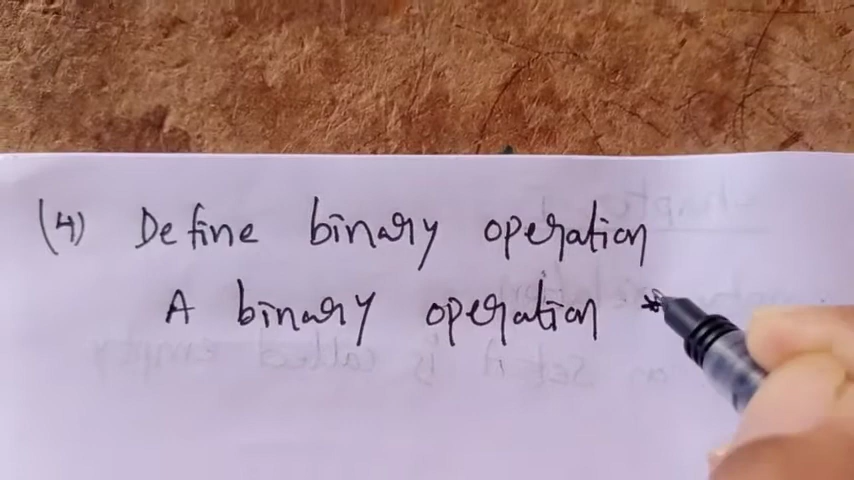 (4) Define binary operation
A binary operation *